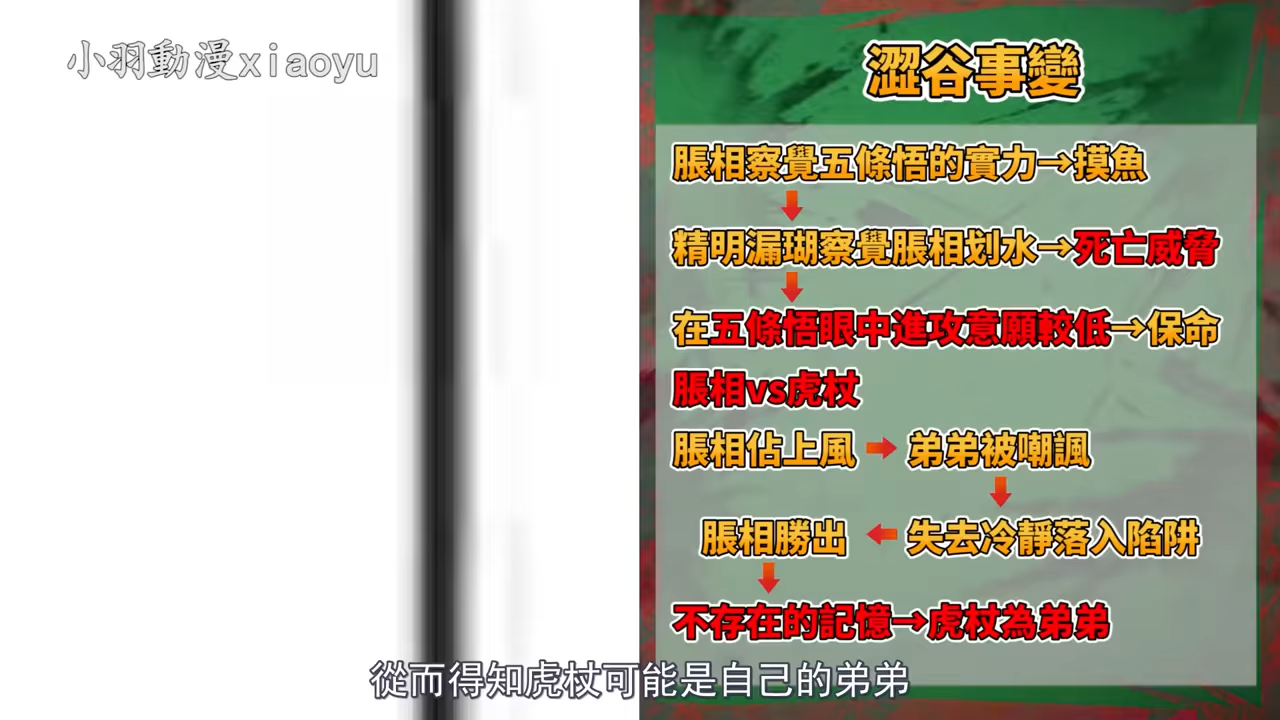 小羽動漫xiaoyu
澀谷事變
脹相察覺五條悟的實力→摸魚
精明漏瑚察覺脹相划水→死亡威脅
在五條悟眼中進攻意願較低→保命
脹相vs虎杖
脹相佔上風
弟弟被嘲諷
失去冷靜落入陷阱
脹相勝出
不存在的記憶→虎杖為弟弟
從而得知虎杖可能是自己的弟弟